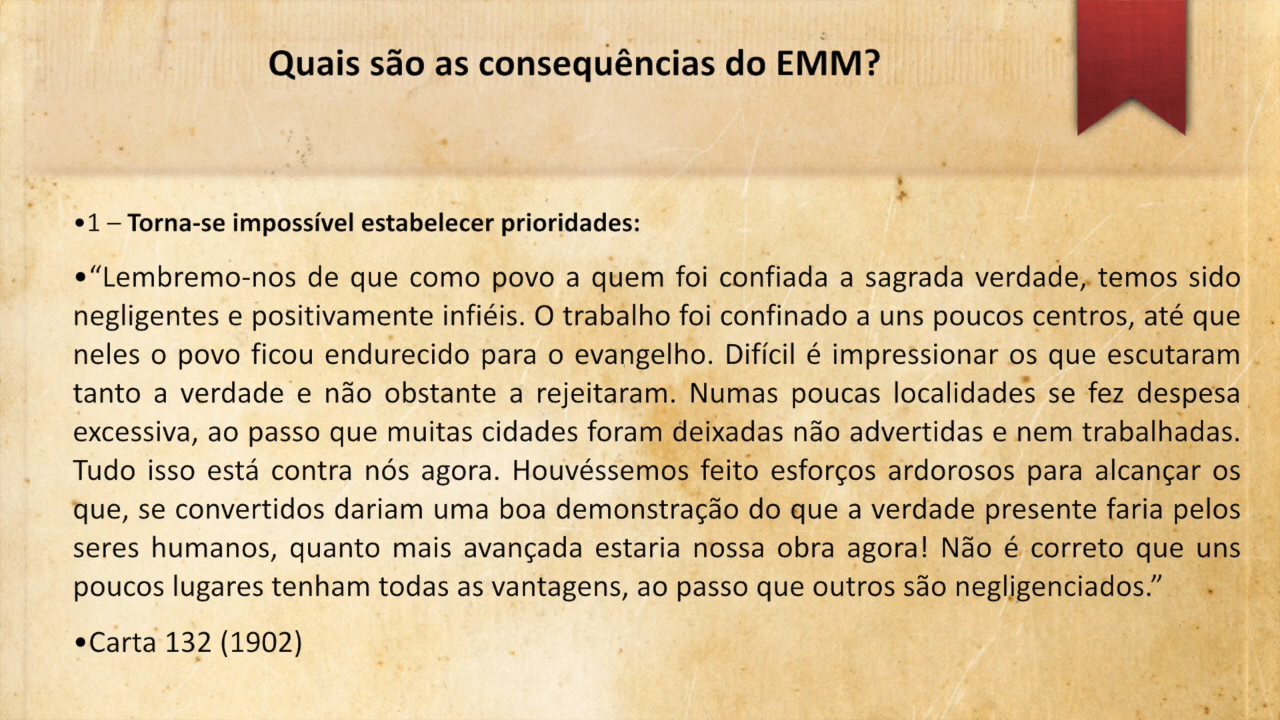 Quais são as consequências do EMM?
•1 – Torna-se impossível estabelecer prioridades:
•“Lembremo-nos de que como povo a quem foi confiada a sagrada verdade, temos sido
negligentes e positivamente infiéis. O trabalho foi confinado a uns poucos centros, até que
neles o povo ficou endurecido para o evangelho. Difícil é impressionar os que escutaram
tanto a verdade e não obstante a rejeitaram. Numas poucas localidades se fez despesa
excessiva, ao passo que muitas cidades foram deixadas não advertidas e nem trabalhadas.
Tudo isso está contra nós agora. Houvéssemos feito esforços ardorosos para alcançar os
que, se convertidos dariam uma boa demonstração do que a verdade presente faria pelos
seres humanos, quanto mais avançada estaria nossa obra agora! Não é correto que uns
poucos lugares tenham todas as vantagens, ao passo que outros são negligenciados.”
•Carta 132 (1902)